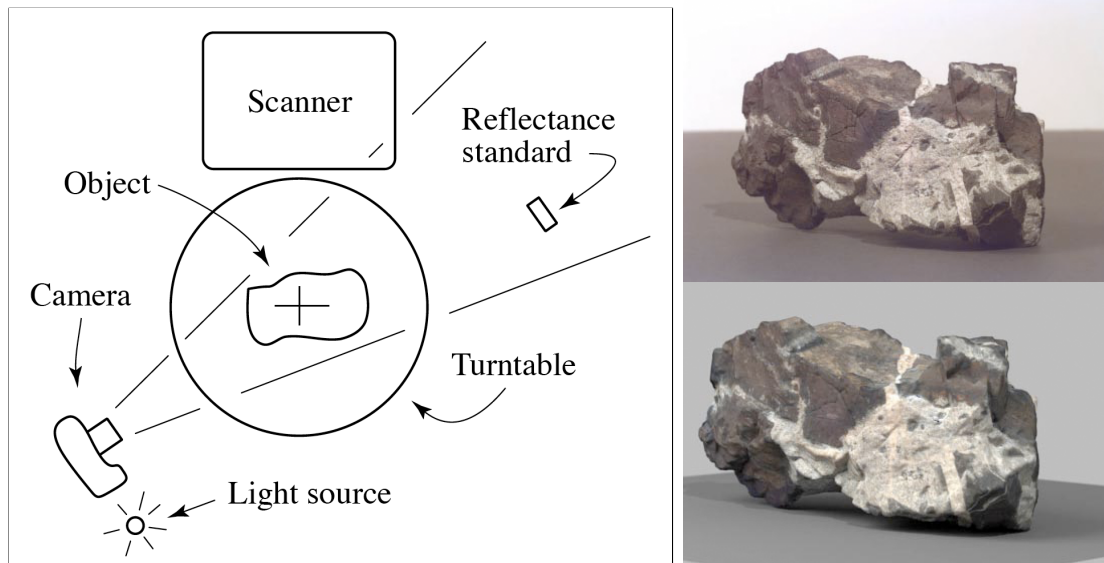 Scanner
Reflectance
standard
Object
Camera
Turntable
Light source